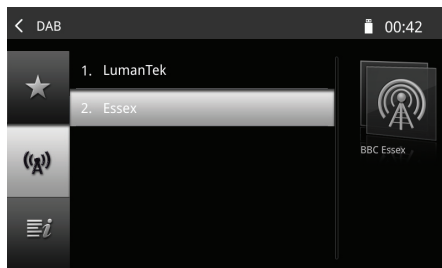 DAB
00:42
1. LumanTek
2. Essex
BBC Essex